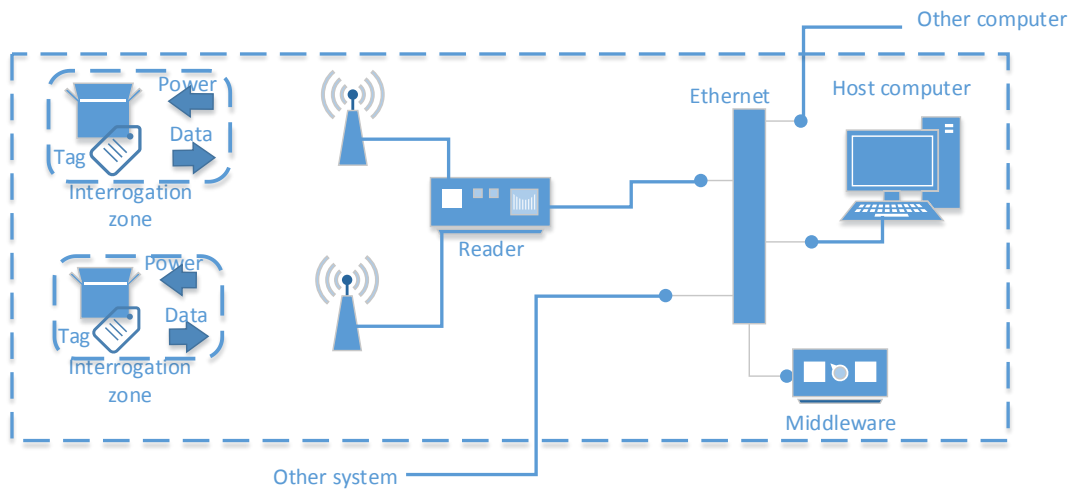 Other computer
Power
Data
Tag
Interrogation
zone
Ethernet
Host computer
Reader
Power
Data
Tag
Interrogation
zone
Middleware
Other system